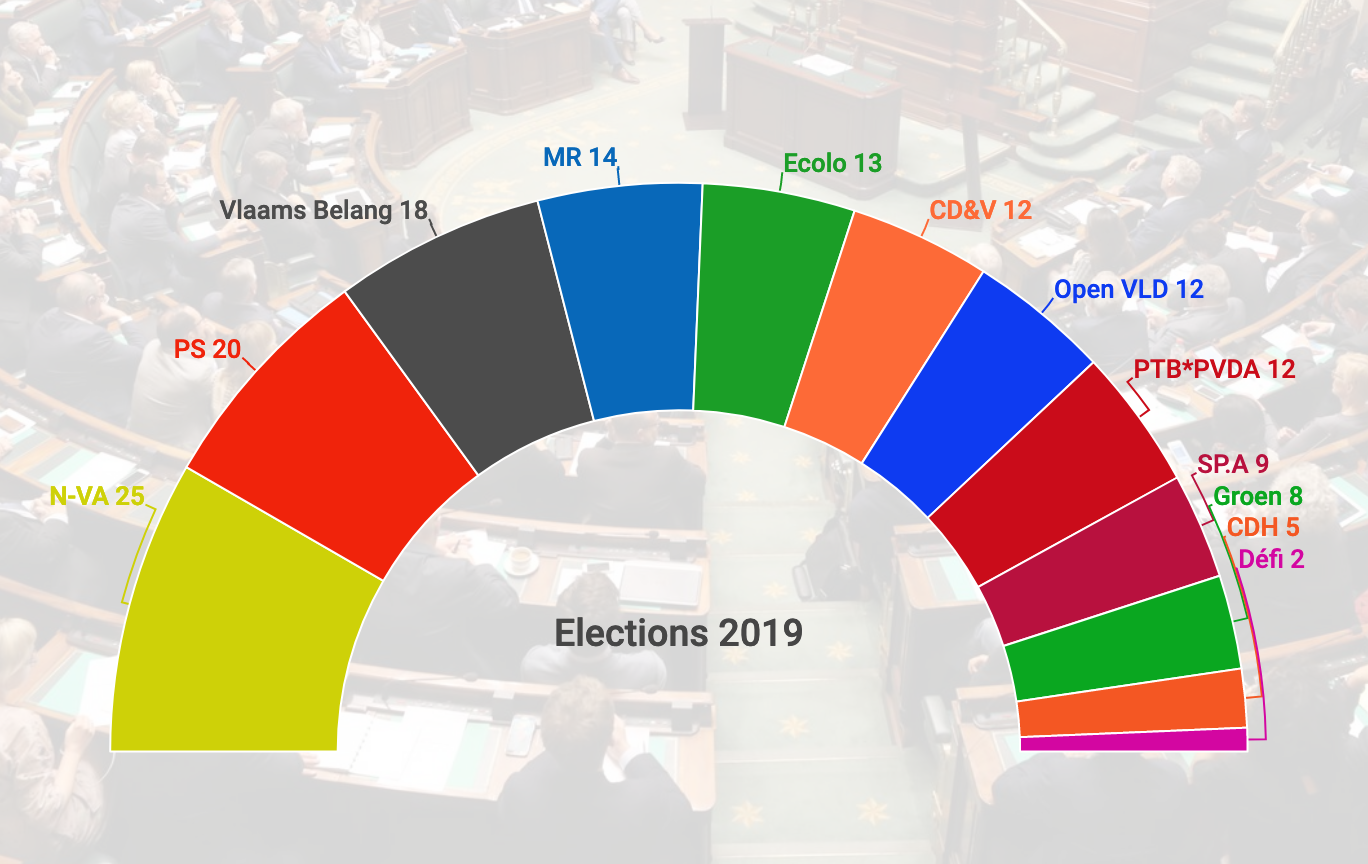 MR 14
Ecolo 13
Vlaams Belang 18
CD&V 12
Open VLD 12
PS 20
PTB*PVDA 12
SP.A 9
N-VA 25
Groen 8
CDH 5
Défi 2
Elections 2019